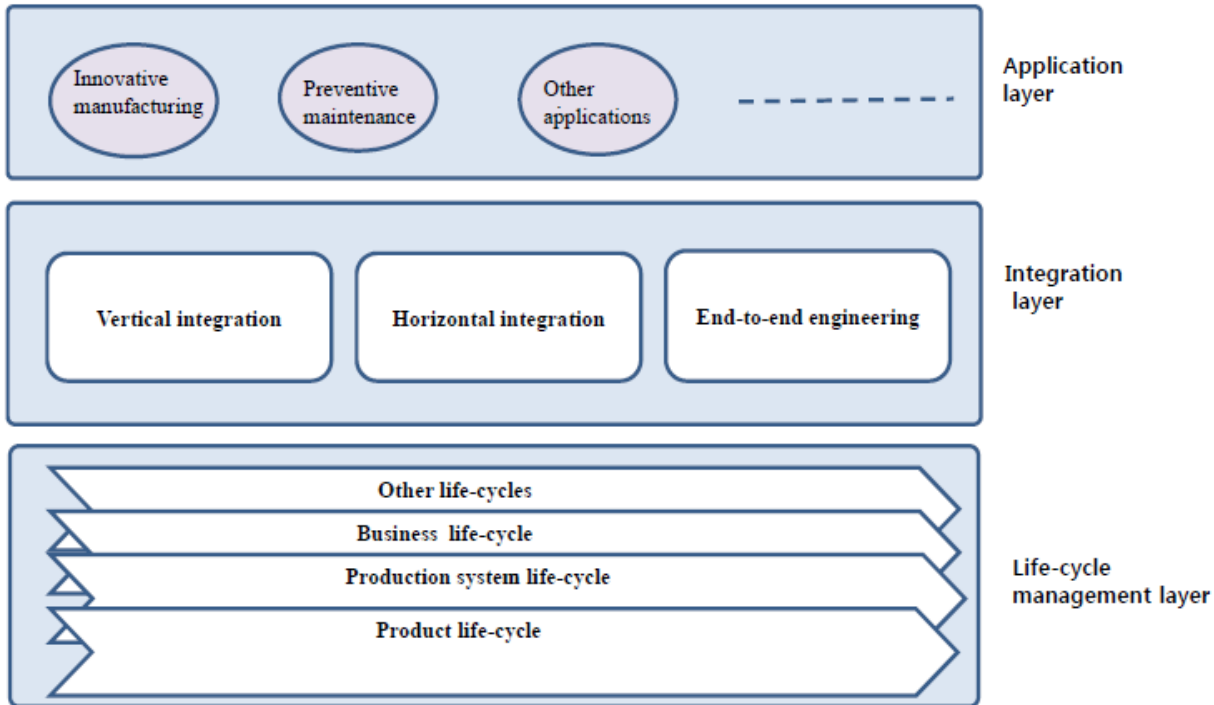 Innovative
manufacturing
Preventive
maintenance
Other
applications
Application
layer
Vertical integration
Horizontal integration
End-to-end engineering
Integration
layer
Other life-cycles
Business life-cycle
Production system life-cycle
Product life-cycle
Life-cycle
management layer